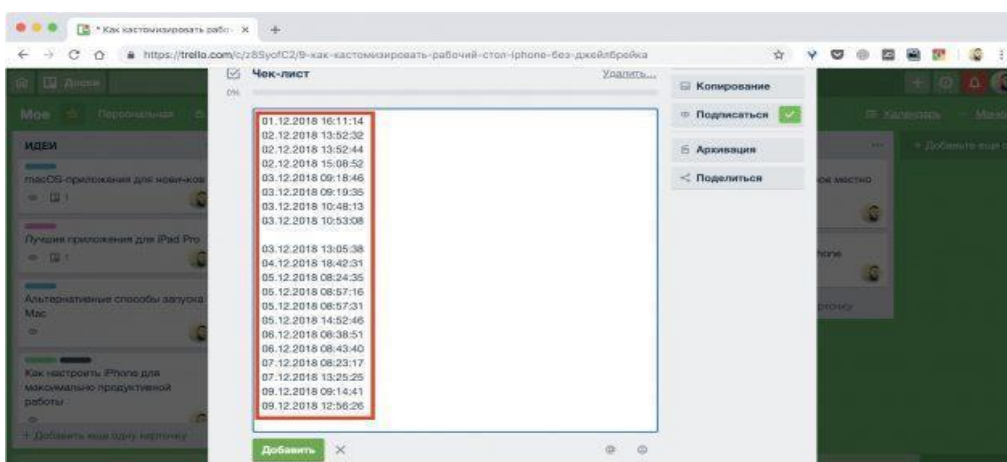 * Как кастомизировать рабо
https://trello.com/c/z8SyofC2/9-как-кастомизировать-рабочий-стол-iphone-без-джейлбрейка
Доски
Мое
Персональная
Календарь
Меню
ИДЕИ
macOS-приложения для новичков
1
Лучшие приложения для iPad Pro
1
Альтернативные способы запуска
Mac
Как настроить iPhone для
максимально продуктивной
работы
+ Добавить еще одну карточку
Чек-лист
Удалить...
0%
01.12.2018 16:11:14
02.12.2018 13:52:32
02.12.2018 13:52:44
02.12.2018 15:08:52
03.12.2018 09:18:46
03.12.2018 09:19:35
03.12.2018 10:48:13
03.12.2018 10:53:08
03.12.2018 13:05:38
04.12.2018 18:42:31
05.12.2018 08:24:35
05.12.2018 08:57:16
05.12.2018 08:57:31
05.12.2018 14:52:46
06.12.2018 08:38:51
06.12.2018 08:43:40
07.12.2018 08:23:17
07.12.2018 13:25:25
09.12.2018 09:14:41
09.12.2018 12:56:26
Добавить
Копирование
Подписаться
Архивация
Поделиться
+ Добавить еще